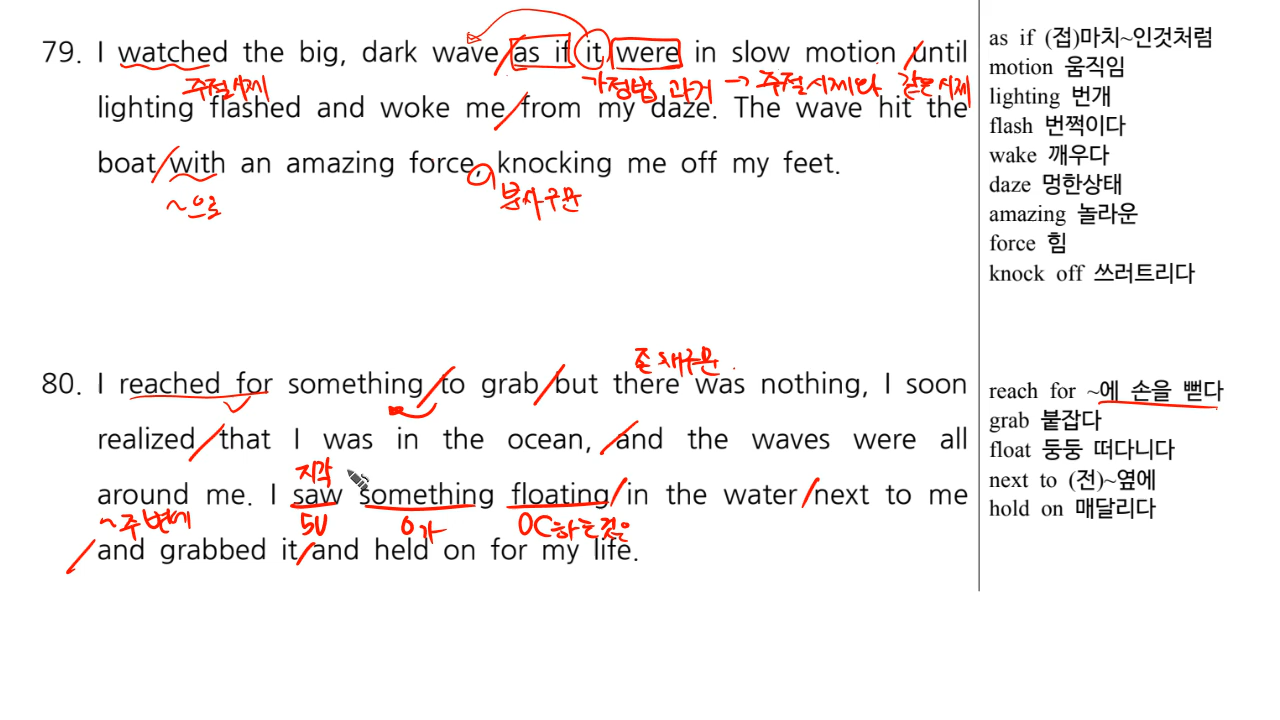 79. I watched the big, dark wave as if it were in slow motion until
주절시제 가정법 과거 → 주절시제와 같은시제
lighting flashed and woke me from my daze. The wave hit the
boat with an amazing force, knocking me off my feet.
~으로 분사구문
as if (접)마치~인것처럼
motion 움직임
lighting 번개
flash 번쩍이다
wake 깨우다
daze 멍한상태
amazing 놀라운
force 힘
knock off 쓰러트리다
존재구문
80. I reached for something to grab but there was nothing, I soon
realized that I was in the ocean, and the waves were all
지각
around me. I saw something floating in the water next to me
~주변에 5V O가 OC하는것을
and grabbed it and held on for my life.
reach for ~에 손을 뻗다
grab 붙잡다
float 둥둥 떠다니다
next to (전)~옆에
hold on 매달리다